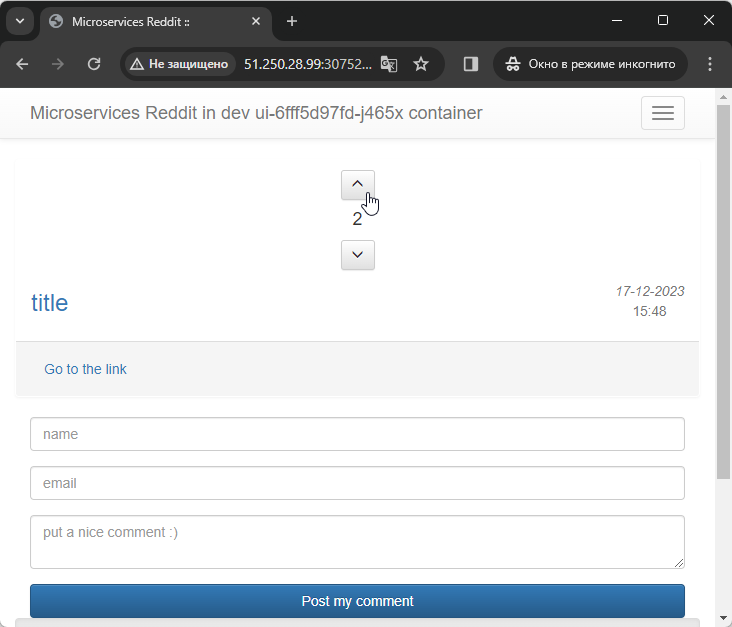 Microservices Reddit ::
Не защищено
51.250.28.99:30752...
Окно в режиме инкогнито
Microservices Reddit in dev ui-6fff5d97fd-j465x container
2
title
17-12-2023
15:48
Go to the link
name
email
put a nice comment :)
Post my comment